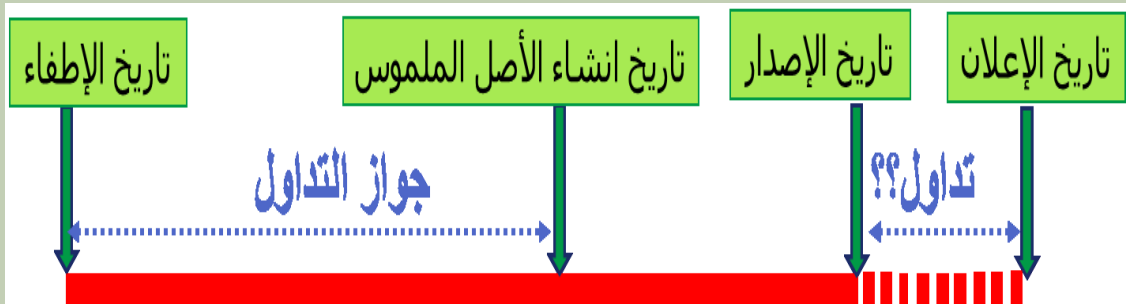 تاريخ الإعلان
تاريخ الإصدار
تاريخ انشاء الأصل الملموس
تاريخ الإطفاء
تداول؟؟
جواز التداول